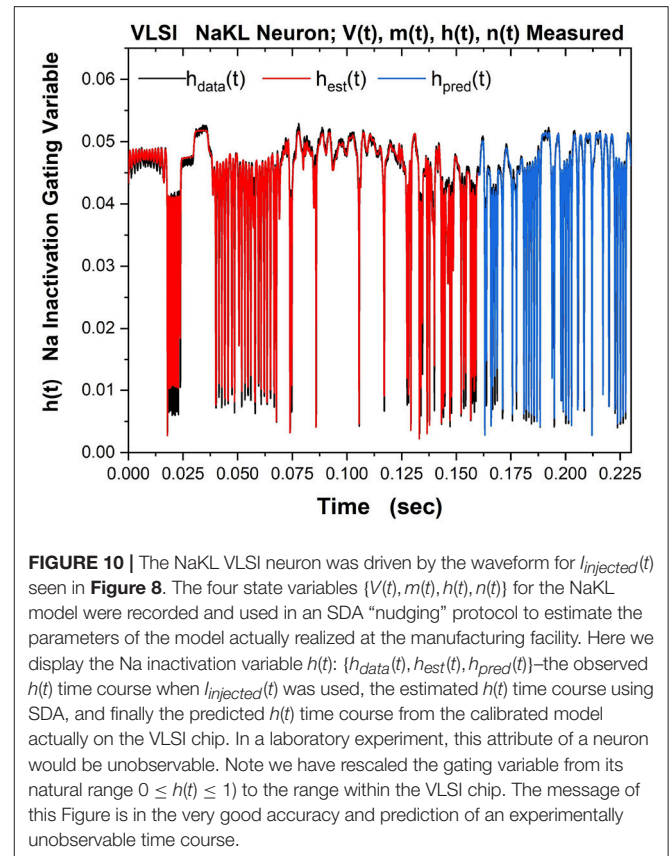 VLSI NaKL Neuron; V(t), m(t), h(t), n(t) Measured
h(t) Na Inactivation Gating Variable
h_data(t) h_est(t) h_pred(t)
0.06
0.05
0.04
0.03
0.02
0.01
0.00
0.000 0.025 0.050 0.075 0.100 0.125 0.150 0.175 0.200 0.225
Time (sec)
FIGURE 10 | The NaKL VLSI neuron was driven by the waveform for I_injected(t)
seen in Figure 8. The four state variables {V(t), m(t), h(t), n(t)} for the NaKL
model were recorded and used in an SDA “nudging” protocol to estimate the
parameters of the model actually realized at the manufacturing facility. Here we
display the Na inactivation variable h(t): {h_data(t), h_est(t), h_pred(t)}–the observed
h(t) time course when I_injected(t) was used, the estimated h(t) time course using
SDA, and finally the predicted h(t) time course from the calibrated model
actually on the VLSI chip. In a laboratory experiment, this attribute of a neuron
would be unobservable. Note we have rescaled the gating variable from its
natural range 0 ≤ h(t) ≤ 1) to the range within the VLSI chip. The message of
this Figure is in the very good accuracy and prediction of an experimentally
unobservable time course.